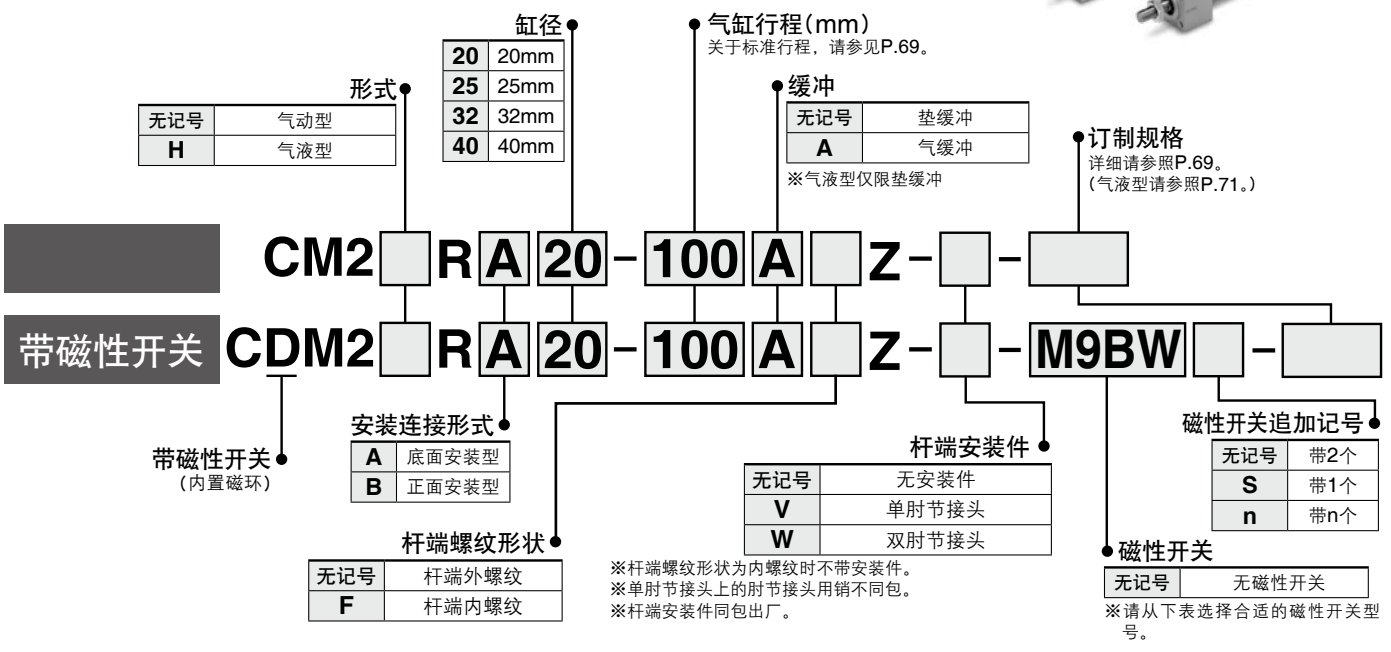 缸径
20 20mm
25 25mm
32 32mm
40 40mm
气缸行程(mm)
关于标准行程，请参见P.69。
形式
无记号 气动型
H 气液型
缓冲
无记号 垫缓冲
A 气缓冲
※气液型仅限垫缓冲
订制规格
详细请参照P.69。
(气液型请参照P.71。)
CM2 R A 20-100 A Z- -
带磁性开关 CDM2 R A 20-100 A Z- - M9BW -
带磁性开关
(内置磁环)
安装连接形式
A 底面安装型
B 正面安装型
杆端螺纹形状
无记号 杆端外螺纹
F 杆端内螺纹
杆端安装件
无记号 无安装件
V 单肘节接头
W 双肘节接头
※杆端螺纹形状为内螺纹时不带安装件。
※单肘节接头上的肘节接头用销不同包。
※杆端安装件同包出厂。
磁性开关追加记号
无记号 带2个
S 带1个
n 带n个
磁性开关
无记号 无磁性开关
※请从下表选择合适的磁性开关型
号。